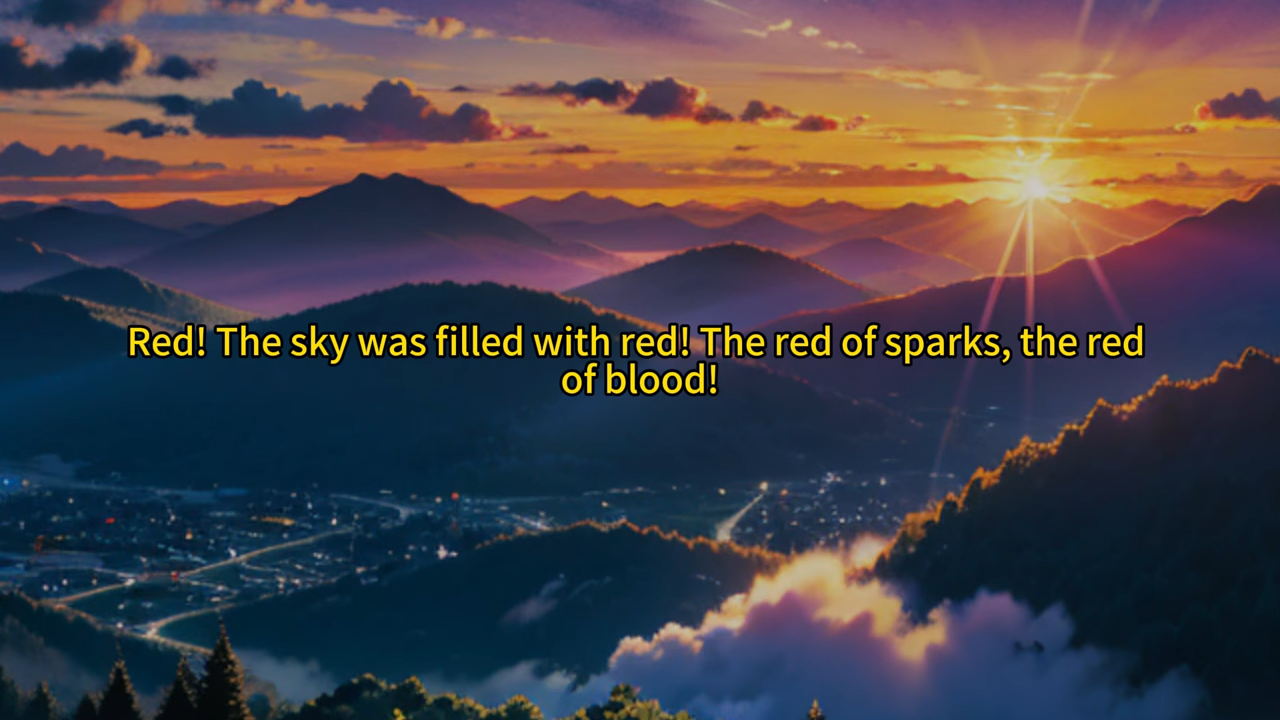 Red! The sky was filled with red! The red of sparks, the red
of blood!